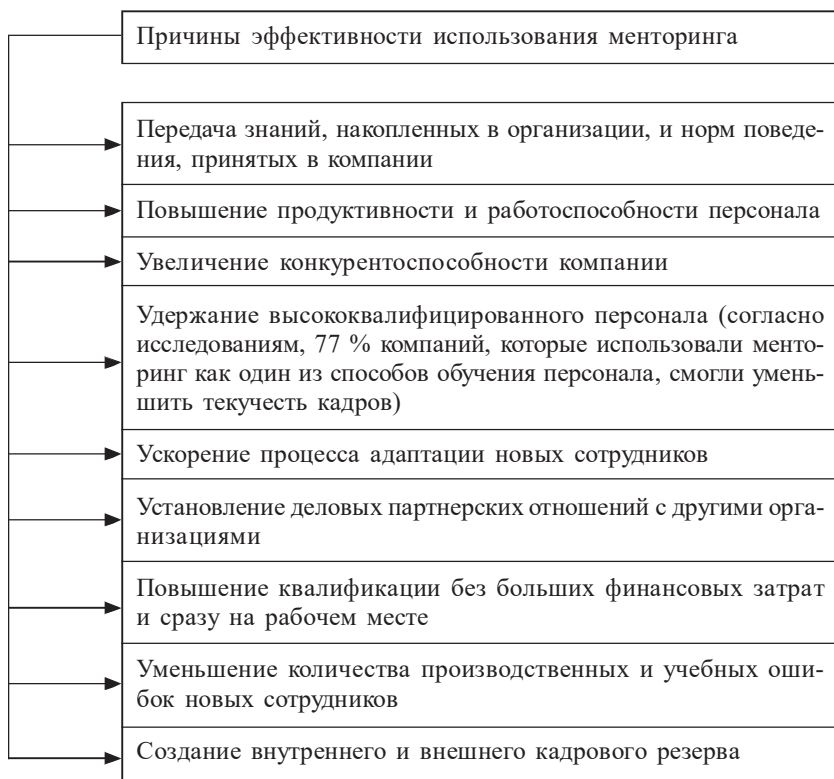 Причины эффективности использования менторинга
Передача знаний, накопленных в организации, и норм поведе-
ния, принятых в компании
Повышение продуктивности и работоспособности персонала
Увеличение конкурентоспособности компании
Удержание высококвалифицированного персонала (согласно
исследованиям, 77 % компаний, которые использовали менто-
ринг как один из способов обучения персонала, смогли умень-
шить текучесть кадров)
Ускорение процесса адаптации новых сотрудников
Установление деловых партнерских отношений с другими орга-
низациями
Повышение квалификации без больших финансовых затрат
и сразу на рабочем месте
Уменьшение количества производственных и учебных оши-
бок новых сотрудников
Создание внутреннего и внешнего кадрового резерва